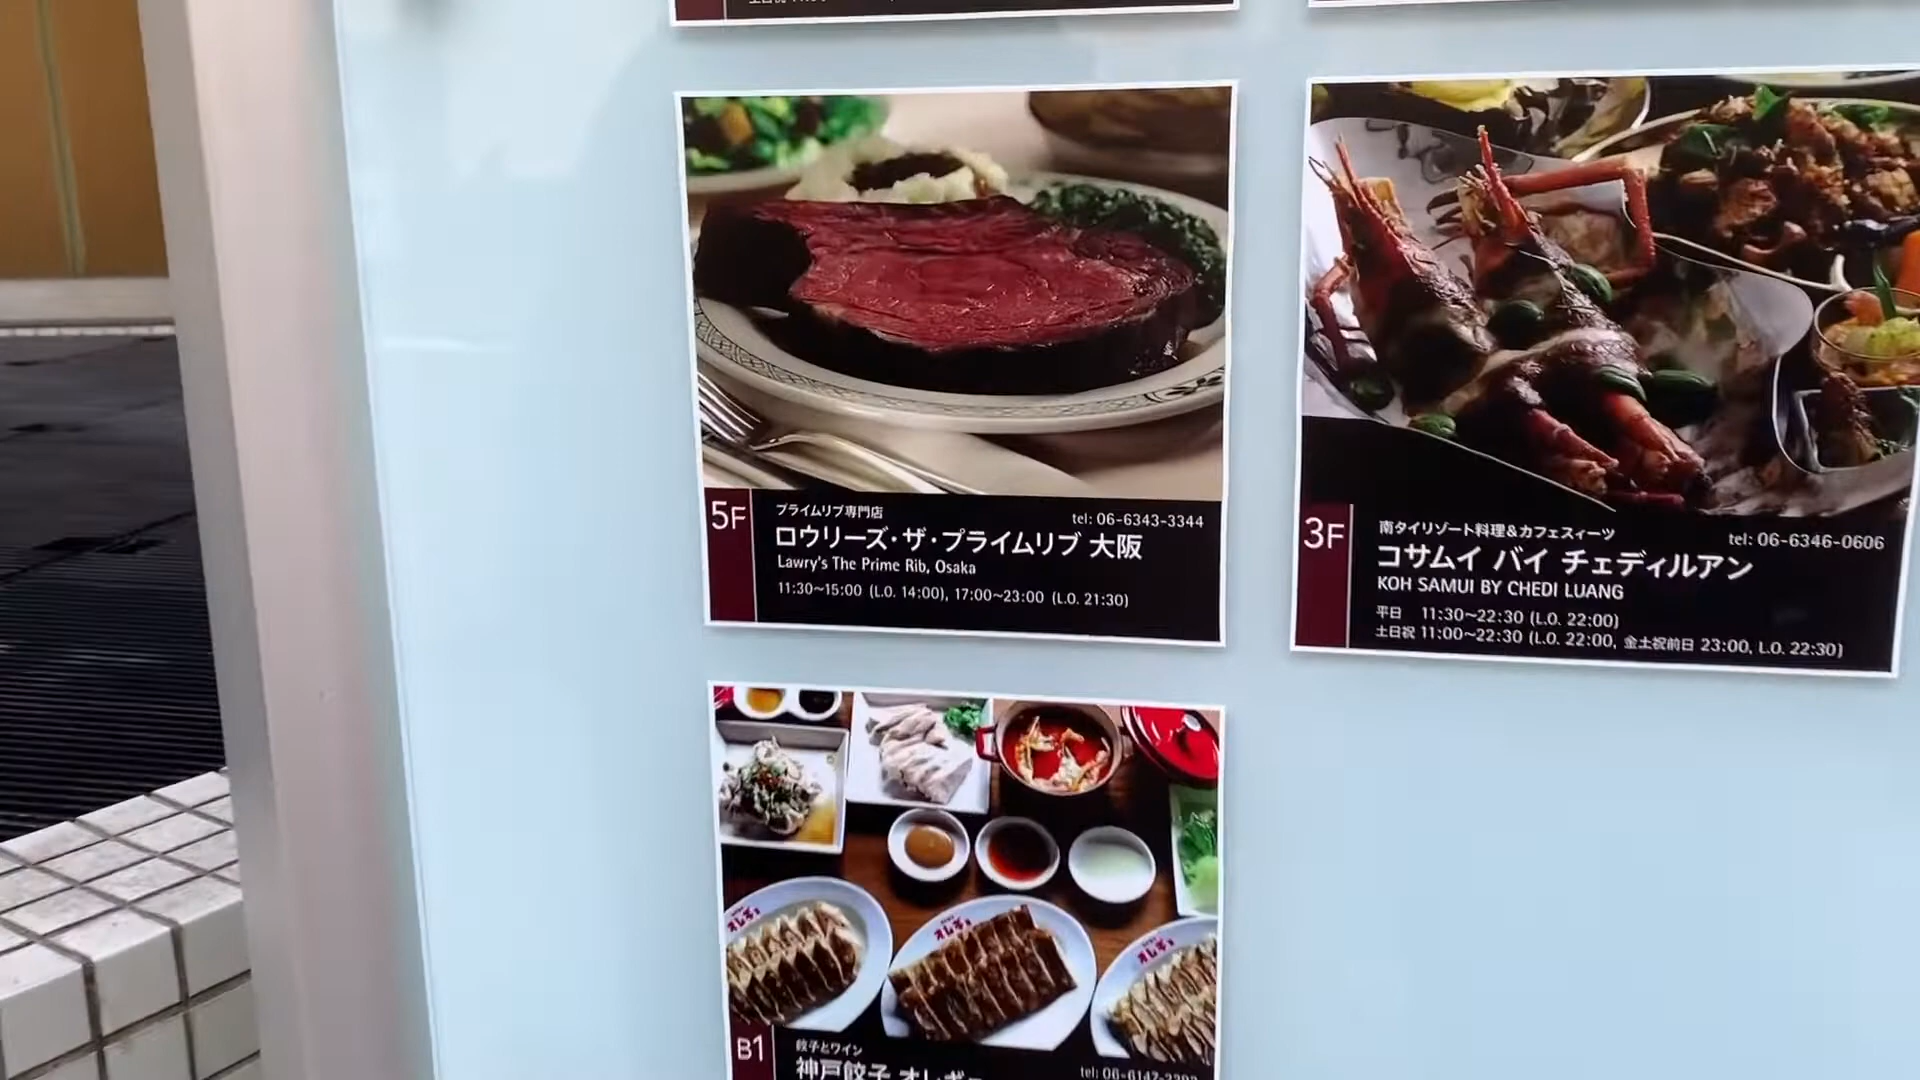 5F
プライムリブ専門店
tel: 06-6343-3344
ロウリーズ・ザ・プライムリブ 大阪
Lawry's The Prime Rib, Osaka
11:30~15:00 (L.O. 14:00), 17:00~23:00 (L.O. 21:30)
3F
南タイリゾート料理&カフェスィーツ
tel: 06-6346-0606
コサムイ バイ チェディルアン
KOH SAMUI BY CHEDI LUANG
平日 11:30~22:30 (L.O. 22:00)
土日祝 11:00~22:30 (L.O. 22:00, 金土祝前日 23:00, L.O. 22:30)
B1
餃子とワイン
神戸餃子
tel: 06-6147-